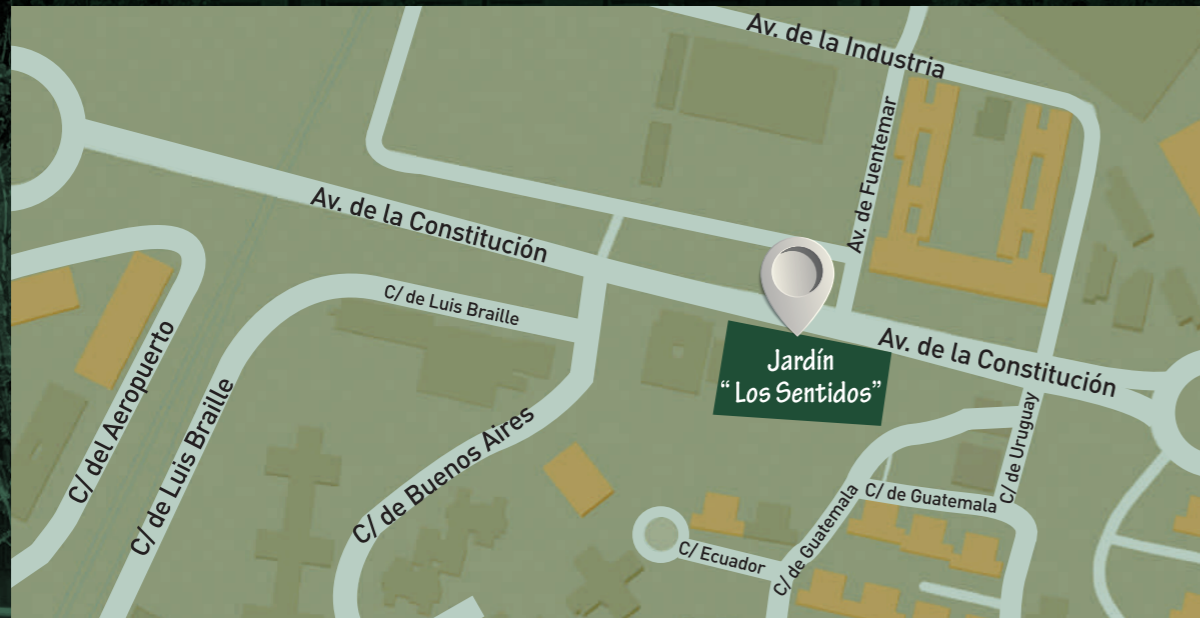 Av. de la Industria
Av. de Fuentemar
Av. de la Constitución
C/ de Luis Braille
Av. de la Constitución
Jardín
“ Los Sentidos”
C/ del Aeropuerto
C/ de Luis Braille
C/ de Buenos Aires
C/ de Uruguay
C/ de Guatemala
C/ de Guatemala
C/ Ecuador